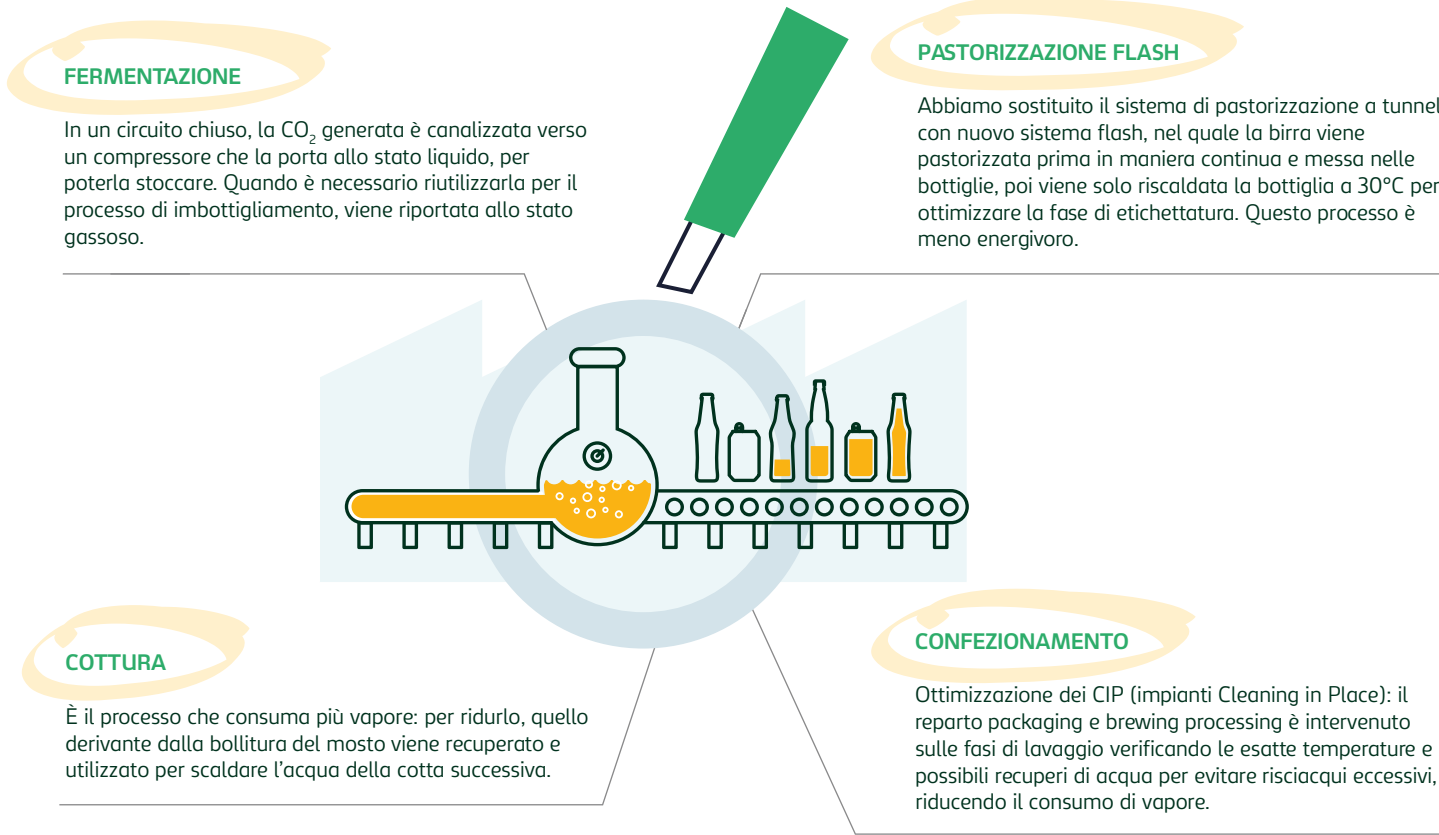 FERMENTAZIONE
In un circuito chiuso, la CO₂ generata è canalizzata verso
un compressore che la porta allo stato liquido, per
poterla stoccare. Quando è necessario riutilizzarla per il
processo di imbottigliamento, viene riportata allo stato
gassoso.
PASTORIZZAZIONE FLASH
Abbiamo sostituito il sistema di pastorizzazione a tunnel
con nuovo sistema flash, nel quale la birra viene
pastorizzata prima in maniera continua e messa nelle
bottiglie, poi viene solo riscaldata la bottiglia a 30°C per
ottimizzare la fase di etichettatura. Questo processo è
meno energivoro.
COTTURA
È il processo che consuma più vapore: per ridurlo, quello
derivante dalla bollitura del mosto viene recuperato e
utilizzato per scaldare l'acqua della cotta successiva.
CONFEZIONAMENTO
Ottimizzazione dei CIP (impianti Cleaning in Place): il
reparto packaging e brewing processing è intervenuto
sulle fasi di lavaggio verificando le esatte temperature e
possibili recuperi di acqua per evitare risciacqui eccessivi,
riducendo il consumo di vapore.